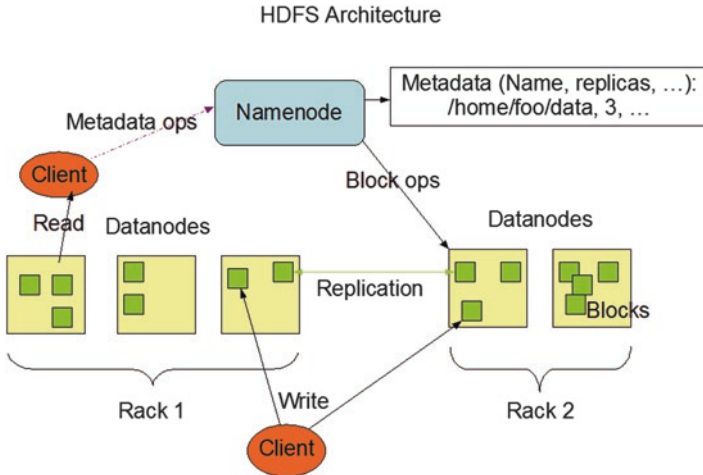 HDFS Architecture
Metadata (Name, replicas, …):
/home/foo/data, 3, …
Namenode
Metadata ops
Client
Block ops
Read
Datanodes
Datanodes
Replication
Blocks
Rack 1
Write
Rack 2
Client